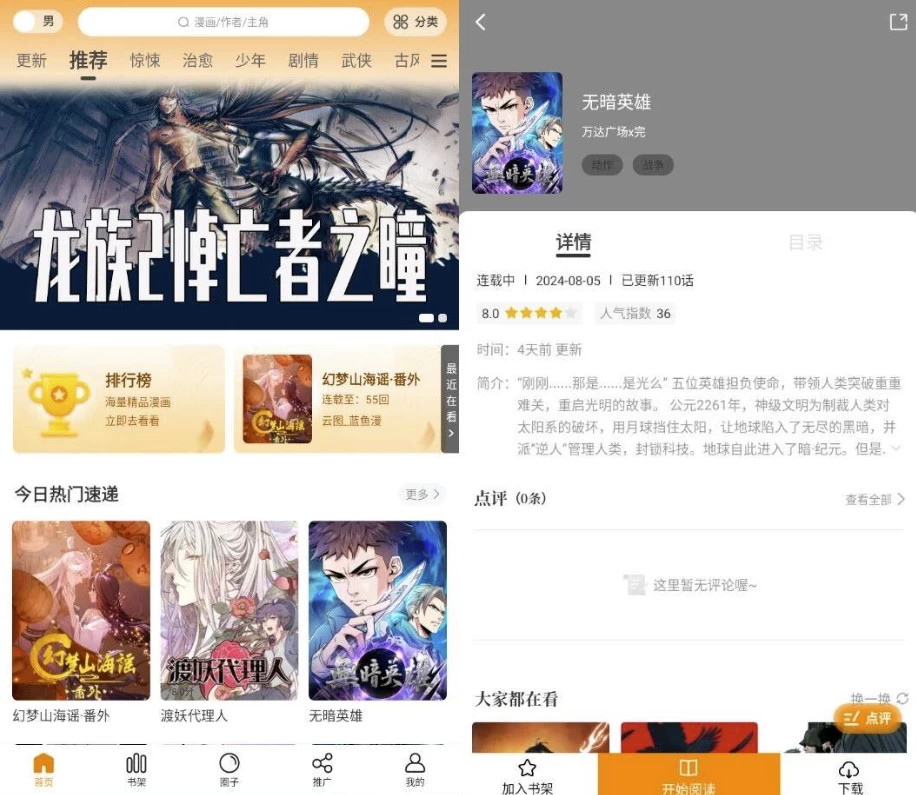 男
漫画/作者/主角
分类
更新 推荐 惊悚 治愈 少年 剧情 武侠 古风
龙族2悼亡者之瞳
排行榜
海量精品漫画
立即去看看
幻梦山海谣
番外
幻梦山海谣·番外
连载至：55回
云图_蓝鱼漫
最近在看
今日热门速递
更多
幻梦山海谣
番外
渡妖代理人
無暗英雄
幻梦山海谣·番外
渡妖代理人
无暗英雄
首页
书架
圈子
推广
我的
無暗英雄
无暗英雄
万达广场x完
动作 战争
详情
目录
连载中 | 2024-08-05 | 已更新110话
8.0
人气指数 36
时间：4天前 更新
简介：“刚刚......那是......是光么” 五位英雄担负使命，带领人类突破重重
难关，重启光明的故事。 公元2261年，神级文明为制裁人类对
太阳系的破坏，用月球挡住太阳，让地球陷入了无尽的黑暗，并
派“逆人”管理人类，封锁科技。地球自此进入了暗·纪元。但是.
点评（0条）
查看全部
这里暂无评论喔~
大家都在看
换一换
点评
加入书架
开始阅读
下载